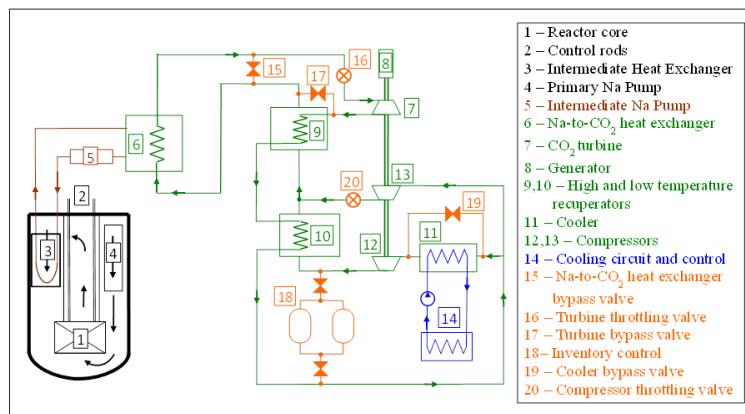 1 – Reactor core
2 – Control rods
3 – Intermediate Heat Exchanger
4 – Primary Na Pump
5 – Intermediate Na Pump
6 – Na-to-CO2 heat exchanger
7 – CO2 turbine
8 – Generator
9,10 – High and low temperature
recuperators
11 – Cooler
12,13 – Compressors
14 – Cooling circuit and control
15 – Na-to-CO2 heat exchanger
bypass valve
16 – Turbine throttling valve
17 – Turbine bypass valve
18 – Inventory control
19 – Cooler bypass valve
20 – Compressor throttling valve
15
16
8
17
7
6
9
5
2
20
13
19
3
4
10
12
11
18
14
1